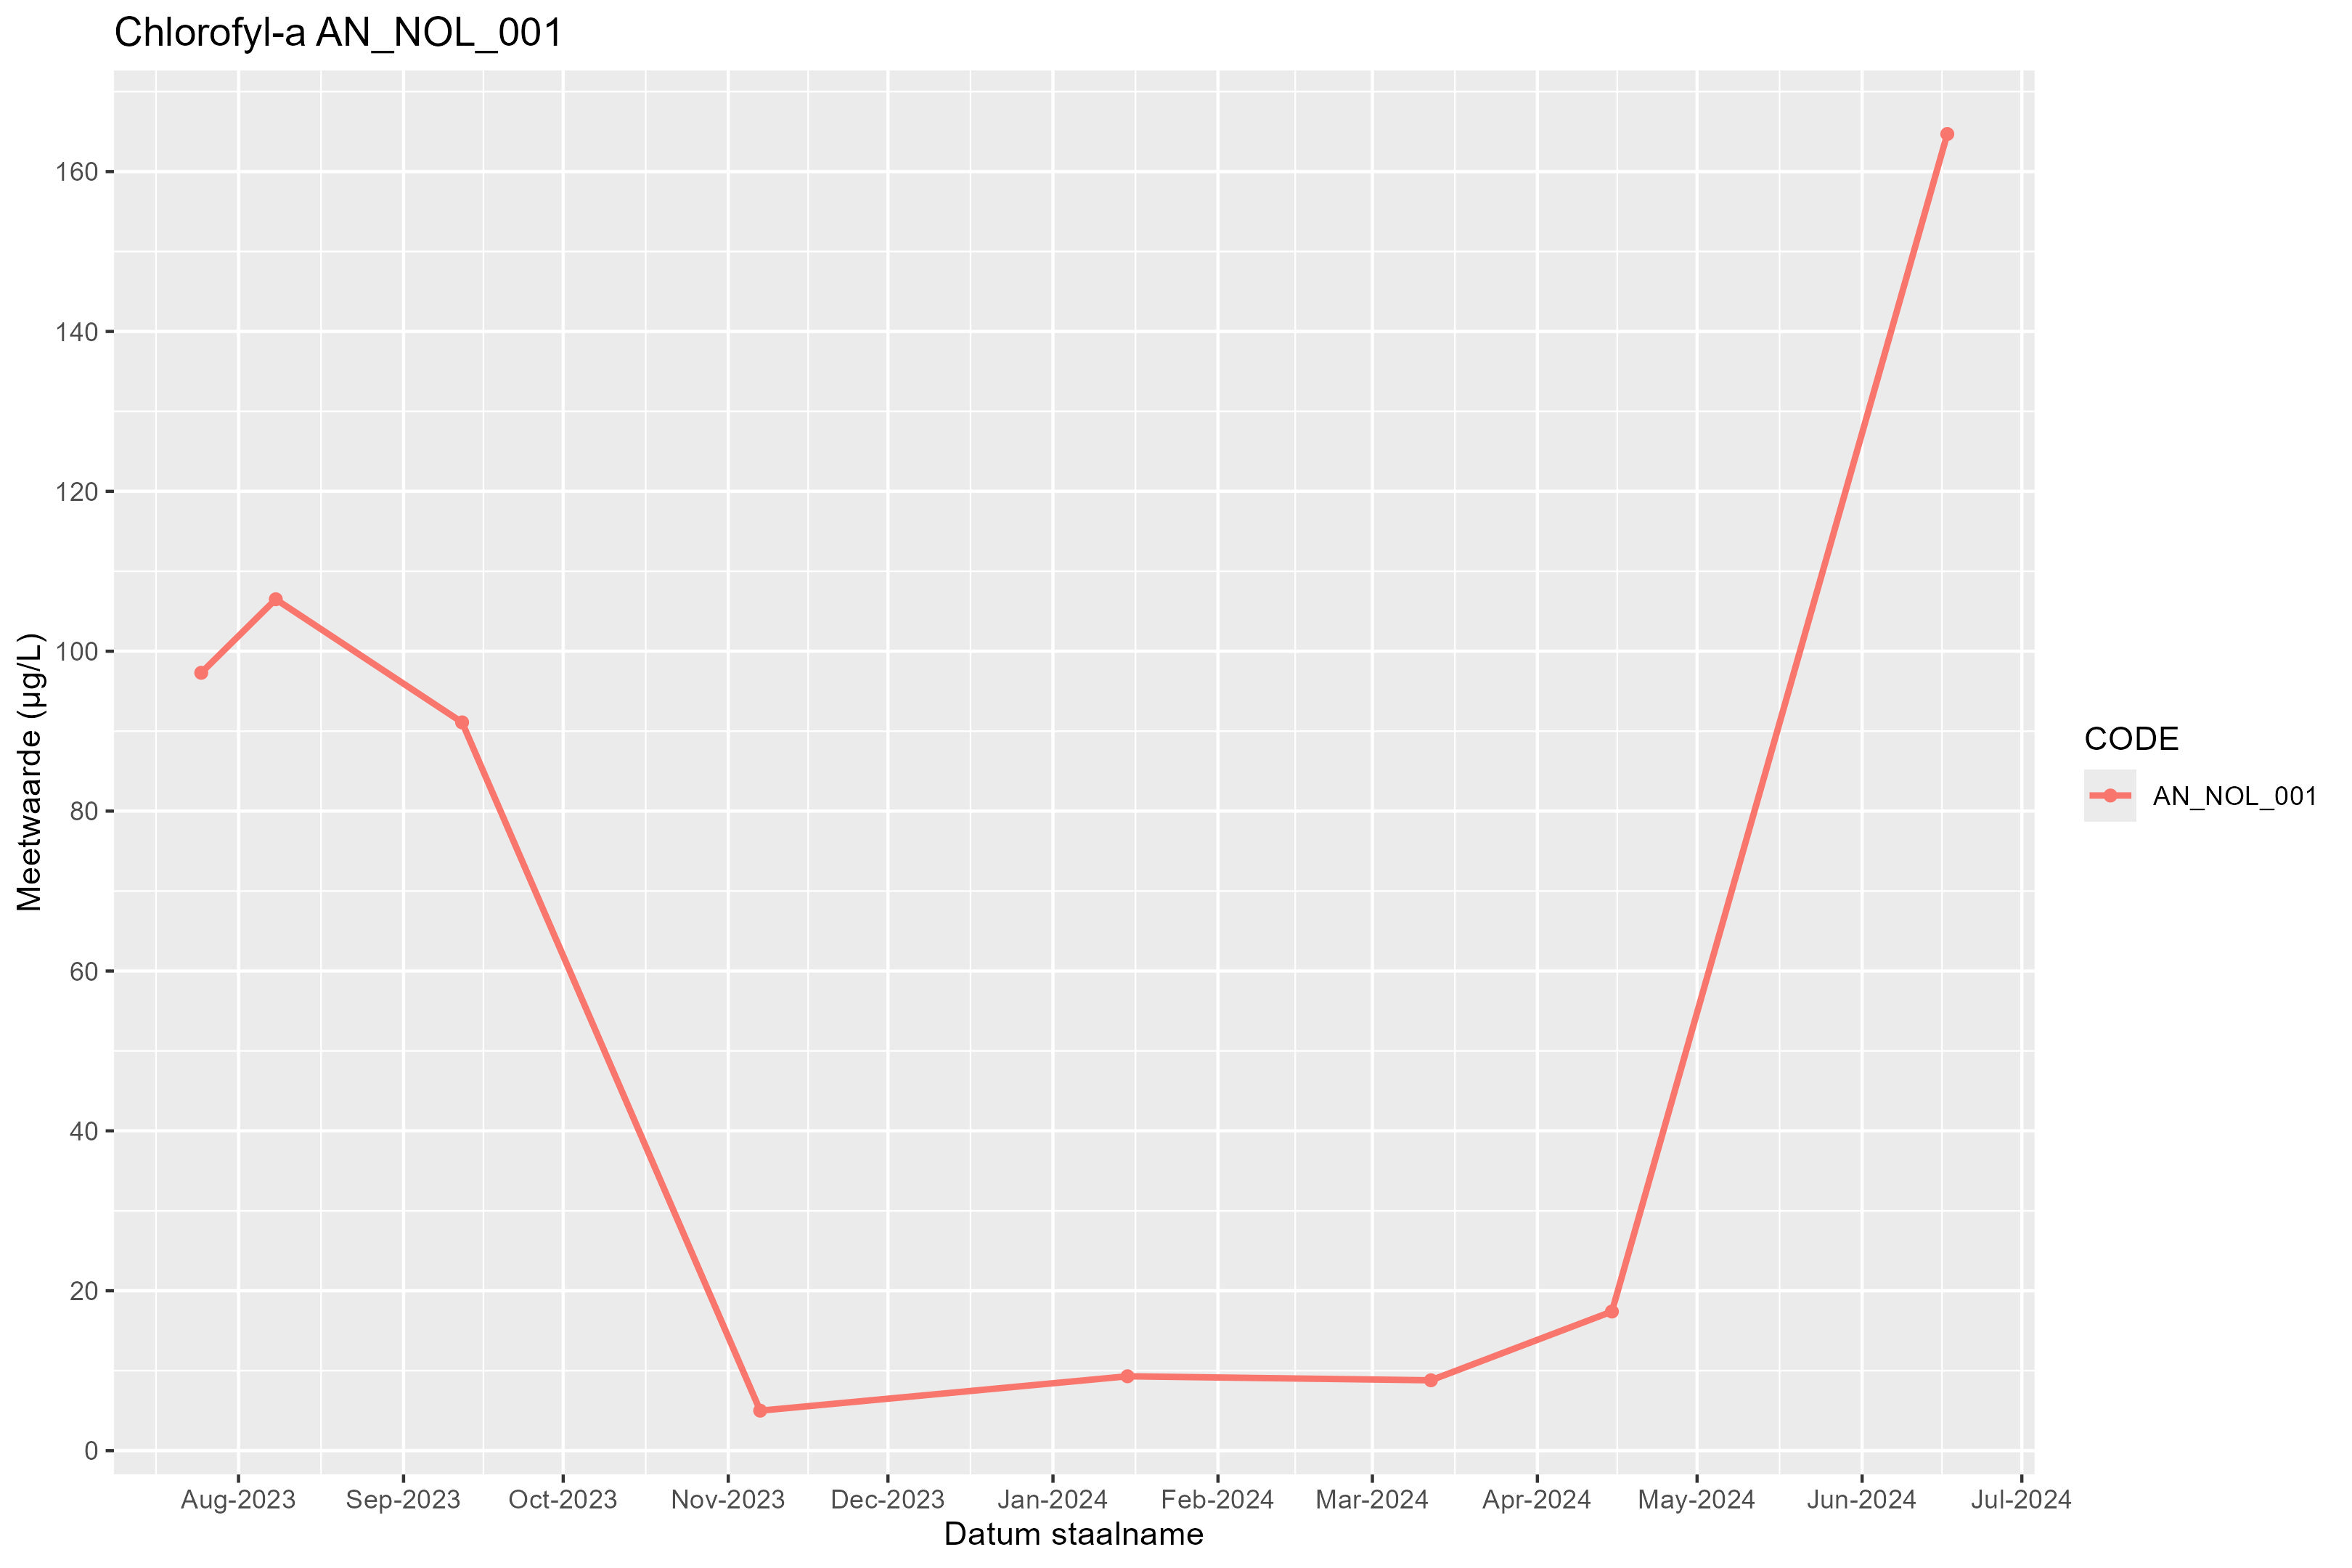 Chlorofyl-a AN_NOL_001
Meetwaarde (µg/L)
160
140
120
100
80
60
40
20
0
Aug-2023 Sep-2023 Oct-2023 Nov-2023 Dec-2023 Jan-2024 Feb-2024 Mar-2024 Apr-2024 May-2024 Jun-2024 Jul-2024
Datum staalname
CODE
AN_NOL_001